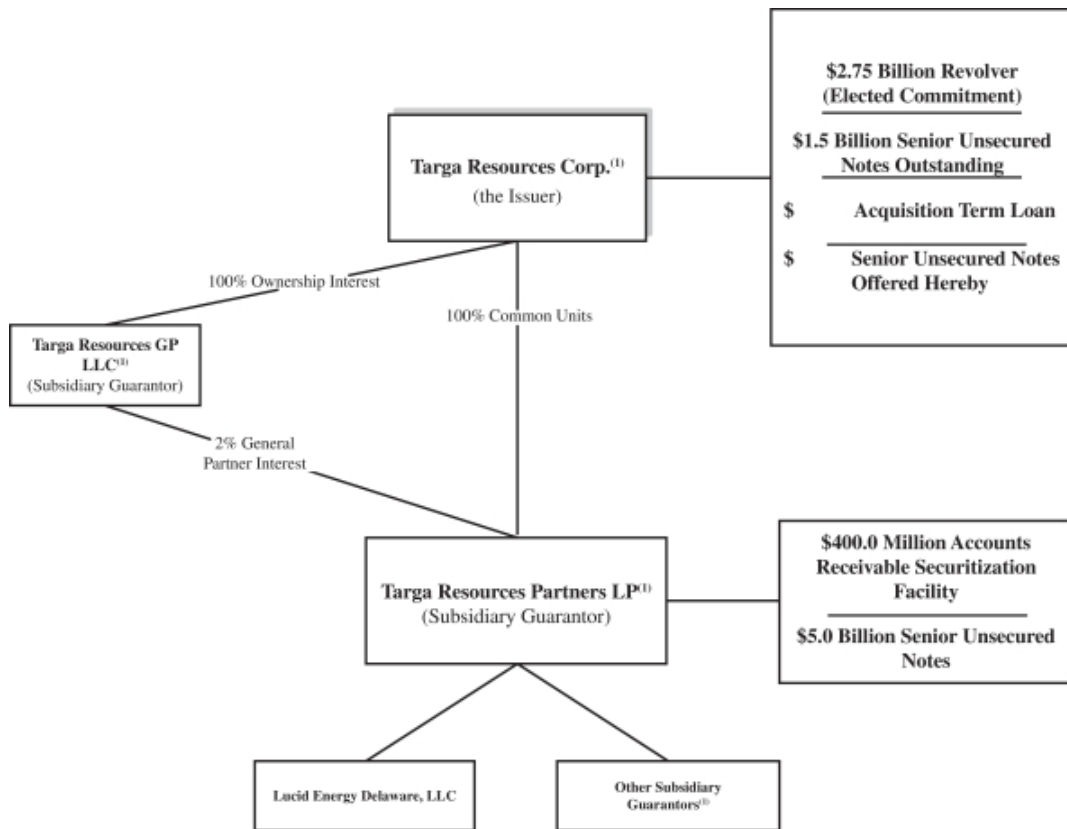 $2.75 Billion Revolver
(Elected Commitment)
$1.5 Billion Senior Unsecured
Notes Outstanding
$ Acquisition Term Loan
$ Senior Unsecured Notes
Offered Hereby
Targa Resources Corp.(1)
(the Issuer)
100% Ownership Interest
100% Common Units
Targa Resources GP
LLC(1)
(Subsidiary Guarantor)
2% General
Partner Interest
Targa Resources Partners LP(1)
(Subsidiary Guarantor)
$400.0 Million Accounts
Receivable Securitization
Facility
$5.0 Billion Senior Unsecured
Notes
Lucid Energy Delaware, LLC
Other Subsidiary
Guarantors(1)